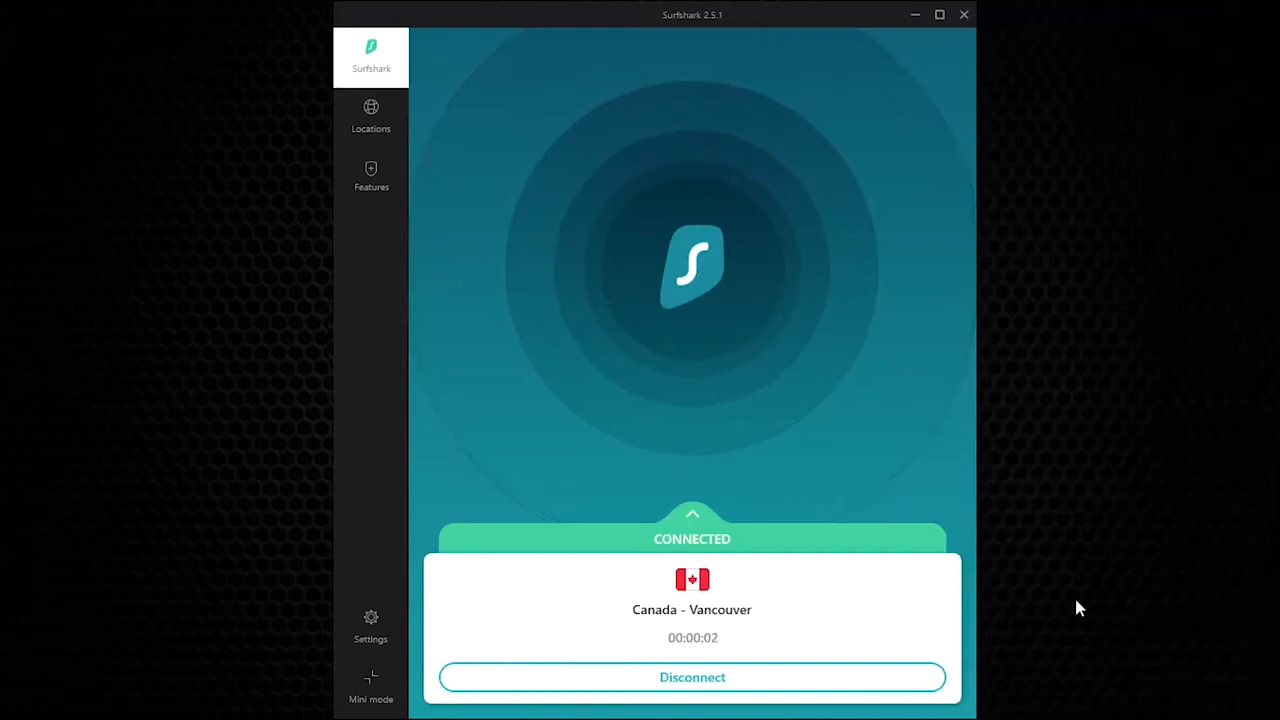 Surfshark 2.5.1
Surfshark
Locations
Features
CONNECTED
Canada - Vancouver
00:00:02
Disconnect
Settings
Mini mode